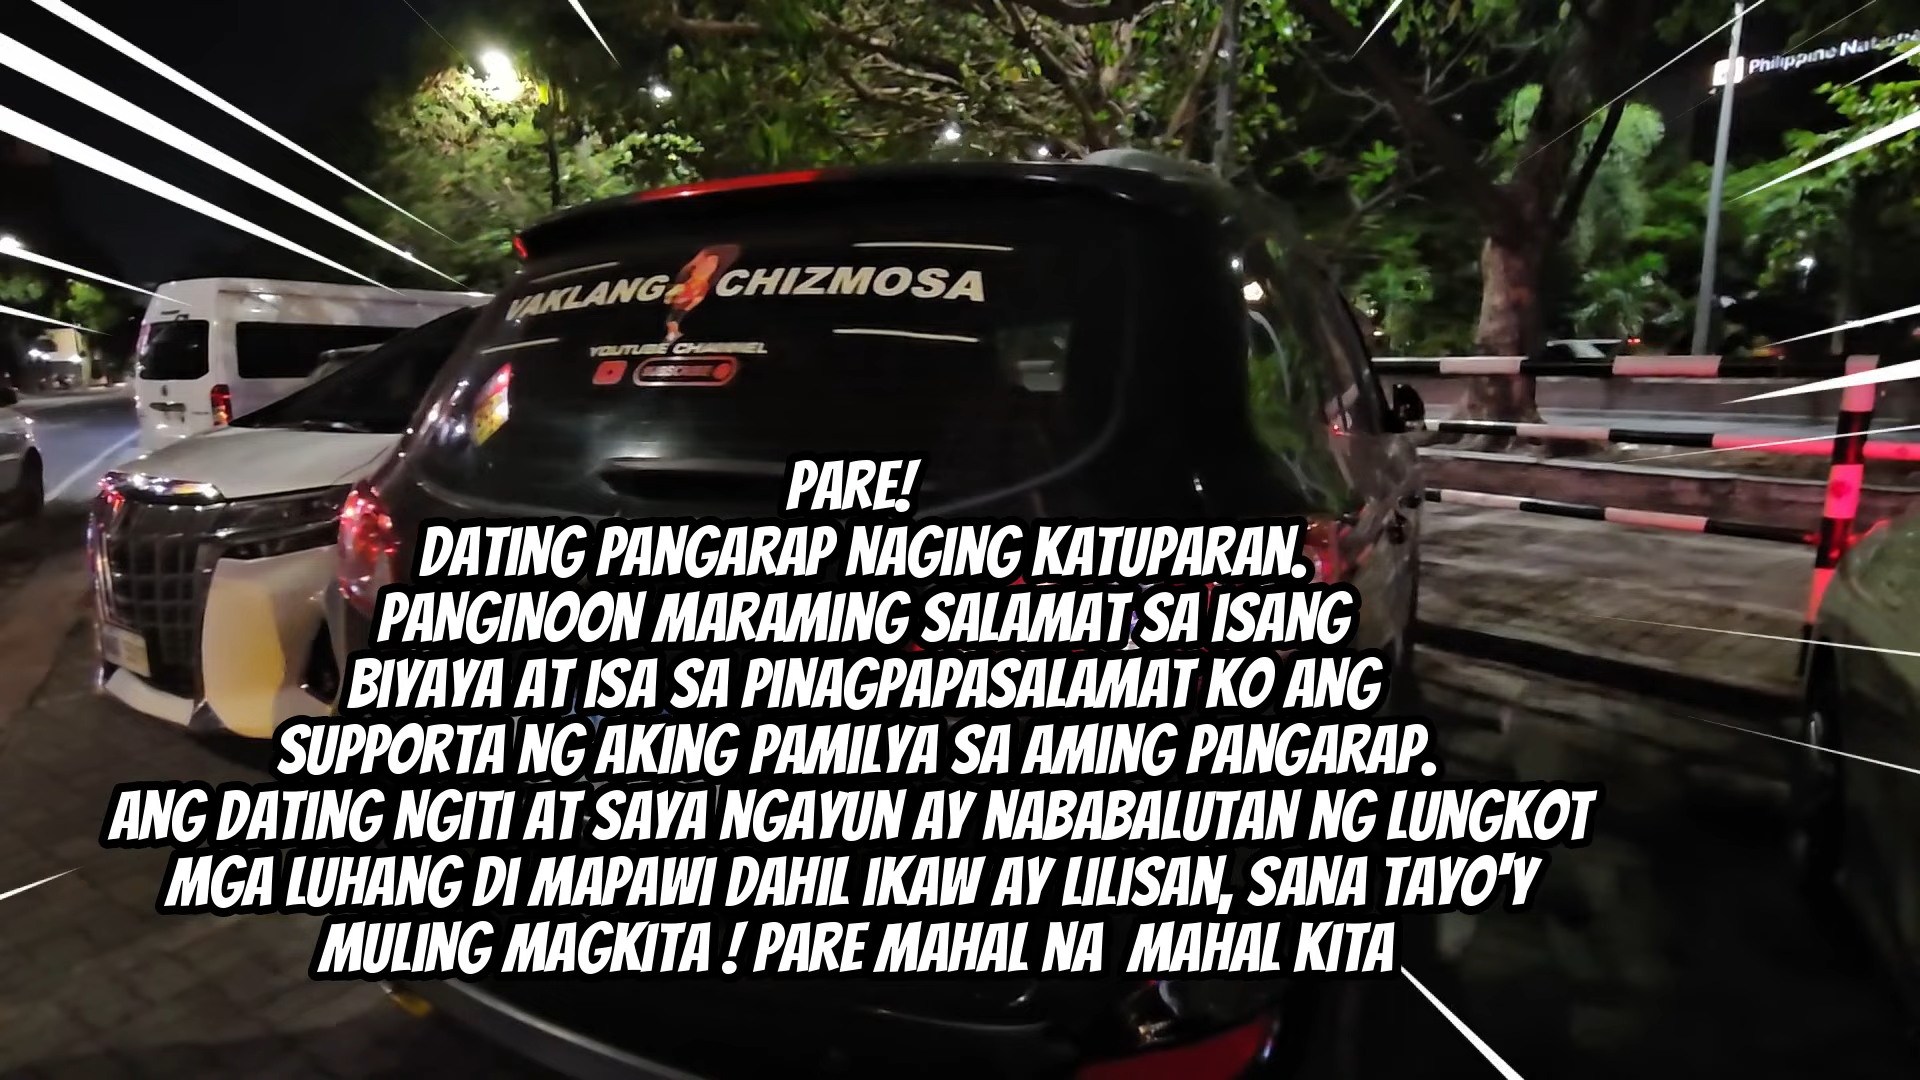 Philippine Nationa
VAKLANG CHIZMOSA
YOUTUBE CHANNEL
SUBSCRIBE
PARE!
DATING PANGARAP NAGING KATUPARAN.
PANGINOON MARAMING SALAMAT SA ISANG
BIYAYA AT ISA SA PINAGPAPASALAMAT KO ANG
SUPPORTA NG AKING PAMILYA SA AMING PANGARAP.
ANG DATING NGITI AT SAYA NGAYUN AY NABABALUTAN NG LUNGKOT
MGA LUHANG DI MAPAWI DAHIL IKAW AY LILISAN, SANA TAYO'Y
MULING MAGKITA ! PARE MAHAL NA MAHAL KITA